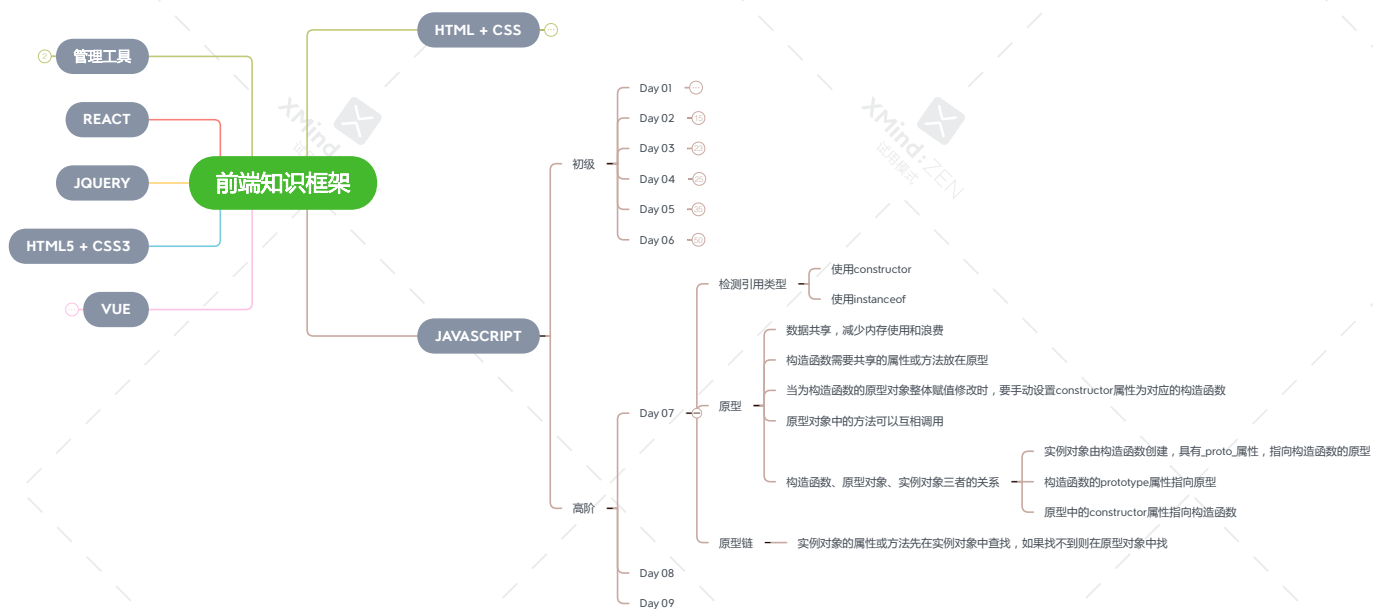 前端知识框架
管理工具
2
REACT
JQUERY
HTML5 + CSS3
VUE
HTML + CSS
JAVASCRIPT
初级
Day 01
Day 02
15
Day 03
23
Day 04
25
Day 05
35
Day 06
50
高阶
Day 07
检测引用类型
使用constructor
使用instanceof
原型
数据共享，减少内存使用和浪费
构造函数需要共享的属性或方法放在原型
当为构造函数的原型对象整体赋值修改时，要手动设置constructor属性为对应的构造函数
原型对象中的方法可以互相调用
构造函数、原型对象、实例对象三者的关系
实例对象由构造函数创建，具有_proto_属性，指向构造函数的原型
构造函数的prototype属性指向原型
原型中的constructor属性指向构造函数
原型链
实例对象的属性或方法先在实例对象中查找，如果找不到则在原型对象中找
Day 08
Day 09
XMind
试用模式
XMind:ZEN
试用模式